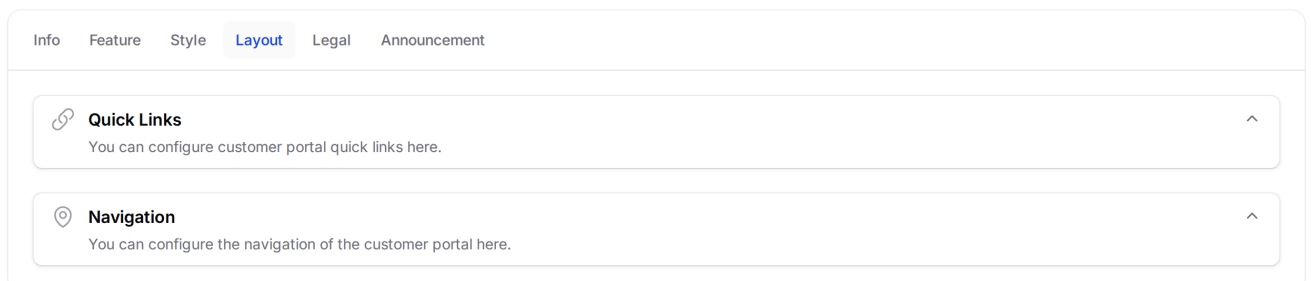 Info Feature Style Layout Legal Announcement
Quick Links
You can configure customer portal quick links here.
Navigation
You can configure the navigation of the customer portal here.